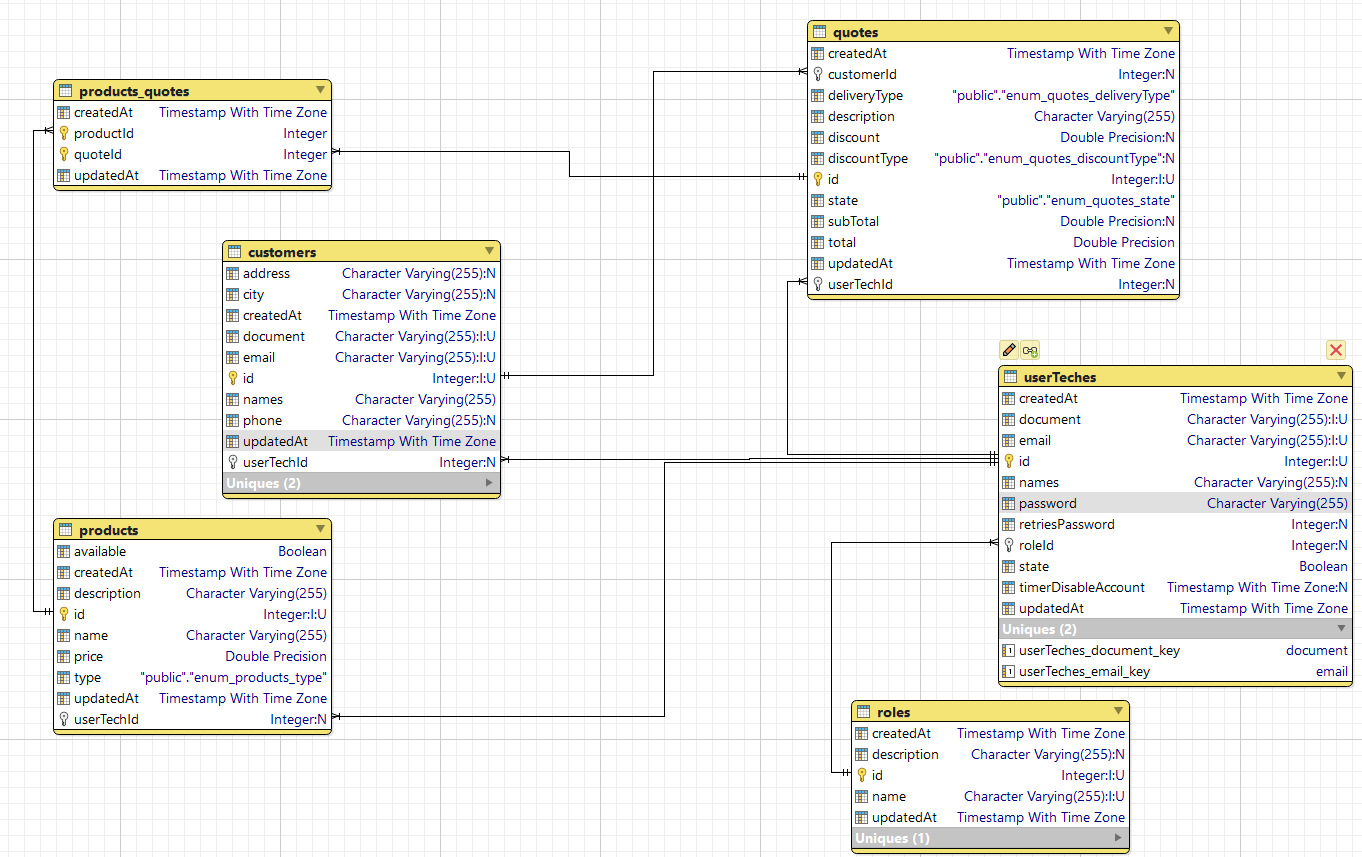 quotes
createdAt Timestamp With Time Zone
customerId Integer:N
deliveryType "public"."enum_quotes_deliveryType"
description Character Varying(255)
discount Double Precision:N
discountType "public"."enum_quotes_discountType":N
id Integer:I:U
state "public"."enum_quotes_state"
subTotal Double Precision:N
total Double Precision
updatedAt Timestamp With Time Zone
userTechId Integer:N
products_quotes
createdAt Timestamp With Time Zone
productId Integer
quoteId Integer
updatedAt Timestamp With Time Zone
customers
address Character Varying(255):N
city Character Varying(255):N
createdAt Timestamp With Time Zone
document Character Varying(255):I:U
email Character Varying(255):I:U
id Integer:I:U
names Character Varying(255)
phone Character Varying(255):N
updatedAt Timestamp With Time Zone
userTechId Integer:N
Uniques (2)
userTeches
createdAt Timestamp With Time Zone
document Character Varying(255):I:U
email Character Varying(255):I:U
id Integer:I:U
names Character Varying(255):N
password Character Varying(255)
retriesPassword Integer:N
roleId Integer:N
state Boolean
timerDisableAccount Timestamp With Time Zone:N
updatedAt Timestamp With Time Zone
Uniques (2)
userTeches_document_key document
userTeches_email_key email
products
available Boolean
createdAt Timestamp With Time Zone
description Character Varying(255)
id Integer:I:U
name Character Varying(255)
price Double Precision
type "public"."enum_products_type"
updatedAt Timestamp With Time Zone
userTechId Integer:N
roles
createdAt Timestamp With Time Zone
description Character Varying(255):N
id Integer:I:U
name Character Varying(255):I:U
updatedAt Timestamp With Time Zone
Uniques (1)